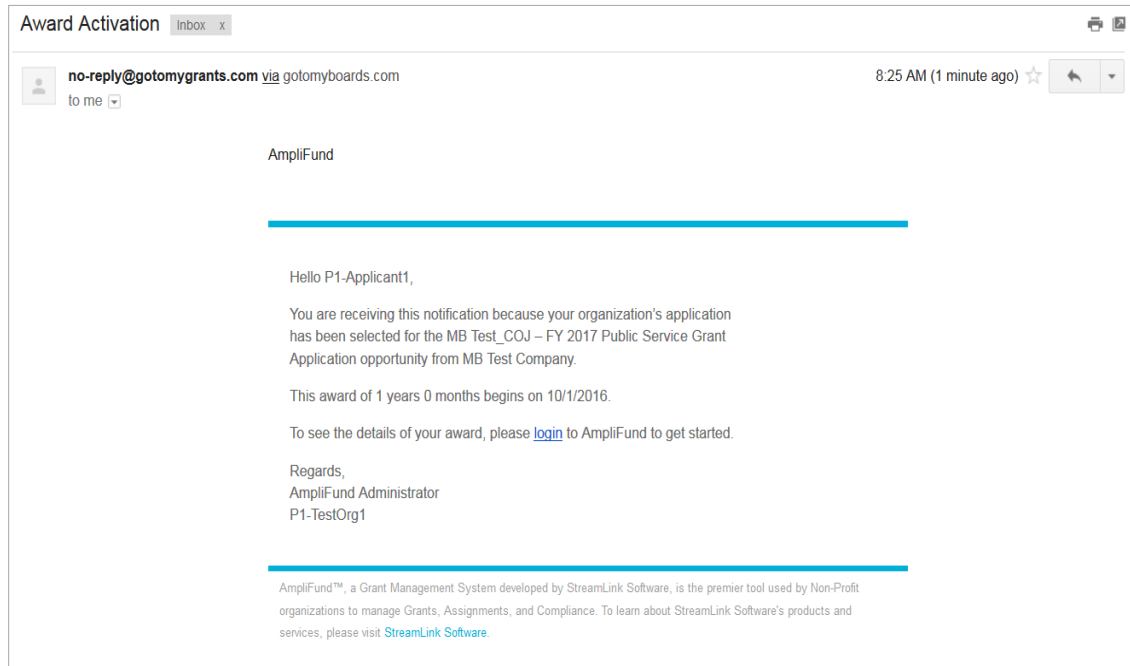 Award Activation Inbox x
no-reply@gotomygrants.com via gotomyboards.com 8:25 AM (1 minute ago)
to me
AmpliFund
Hello P1-Applicant1,
You are receiving this notification because your organization's application
has been selected for the MB Test_COJ – FY 2017 Public Service Grant
Application opportunity from MB Test Company.
This award of 1 years 0 months begins on 10/1/2016.
To see the details of your award, please login to AmpliFund to get started.
Regards,
AmpliFund Administrator
P1-TestOrg1
AmpliFund™, a Grant Management System developed by StreamLink Software, is the premier tool used by Non-Profit
organizations to manage Grants, Assignments, and Compliance. To learn about StreamLink Software's products and
services, please visit StreamLink Software.